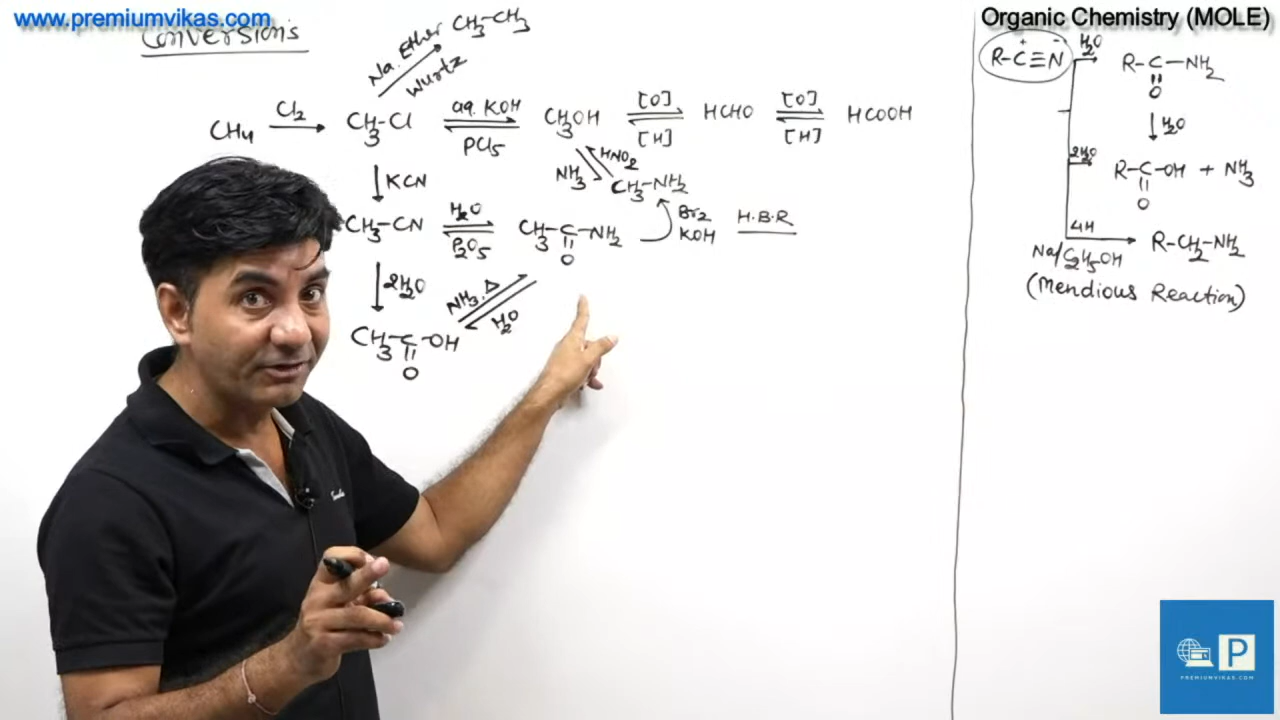 www.premiumvikas.com
Organic Chemistry (MOLE)
Conversions
Na. Ether CH3-CH3
Wurtz
CH4 Cl2 CH3-Cl aq. KOH PCl5 CH3OH [O] [H] HCHO [O] [H] HCOOH
NH3 HNO2
CH3-NH2
KCN
CH3-CN H2O P2O5 CH3-C-NH2 Br2 KOH H.B.R
O
2H2O
NH3. Δ
H2O
CH3-C-OH
O
R-C≡N
+ -
H2O
R-C-NH2
O
H2O
2H2O
R-C-OH + NH3
O
4H
Na/C2H5OH
R-CH2-NH2
(Mendious Reaction)
P
PREMIUMVIKAS.COM